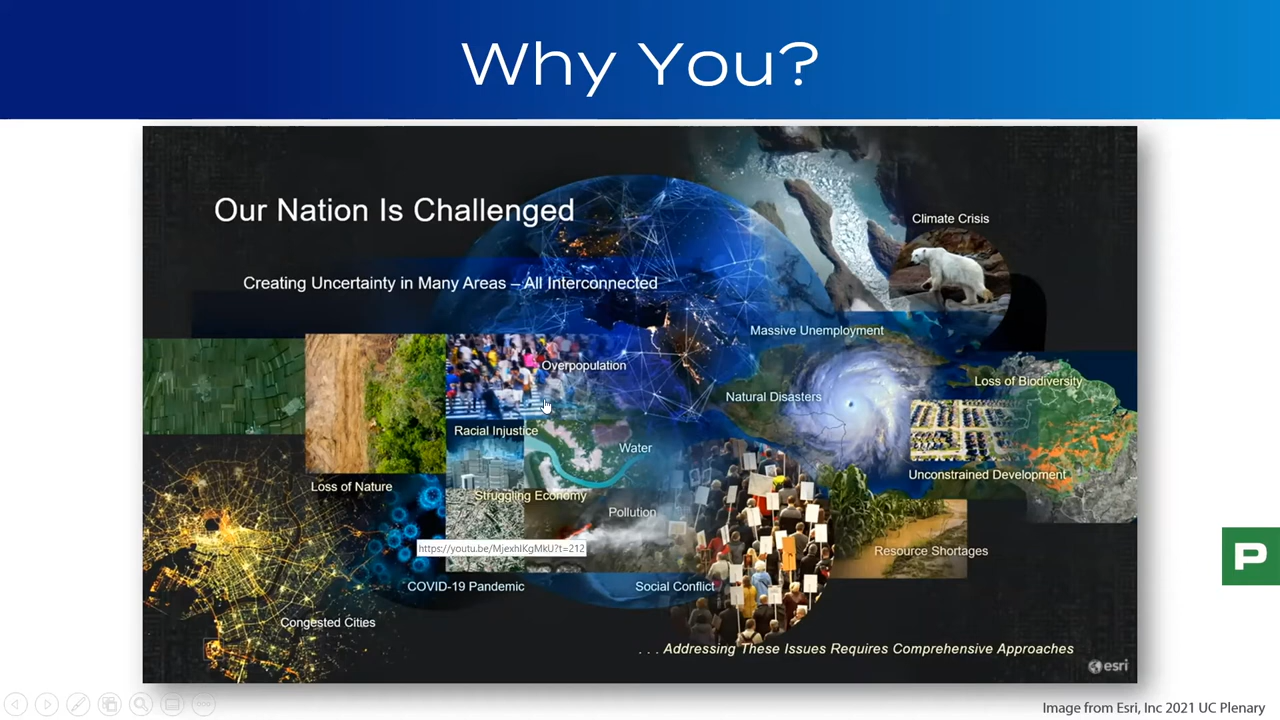 Why You?
Our Nation Is Challenged
Climate Crisis
Creating Uncertainty in Many Areas – All Interconnected
Massive Unemployment
Overpopulation
Loss of Biodiversity
Natural Disasters
Racial Injustice
Water
Unconstrained Development
Loss of Nature
Struggling Economy
Pollution
https://youtu.be/MjexhIKgMkU?t=212
Resource Shortages
COVID-19 Pandemic
Social Conflict
Congested Cities
. . . Addressing These Issues Requires Comprehensive Approaches
esri
P
Image from Esri, Inc 2021 UC Plenary